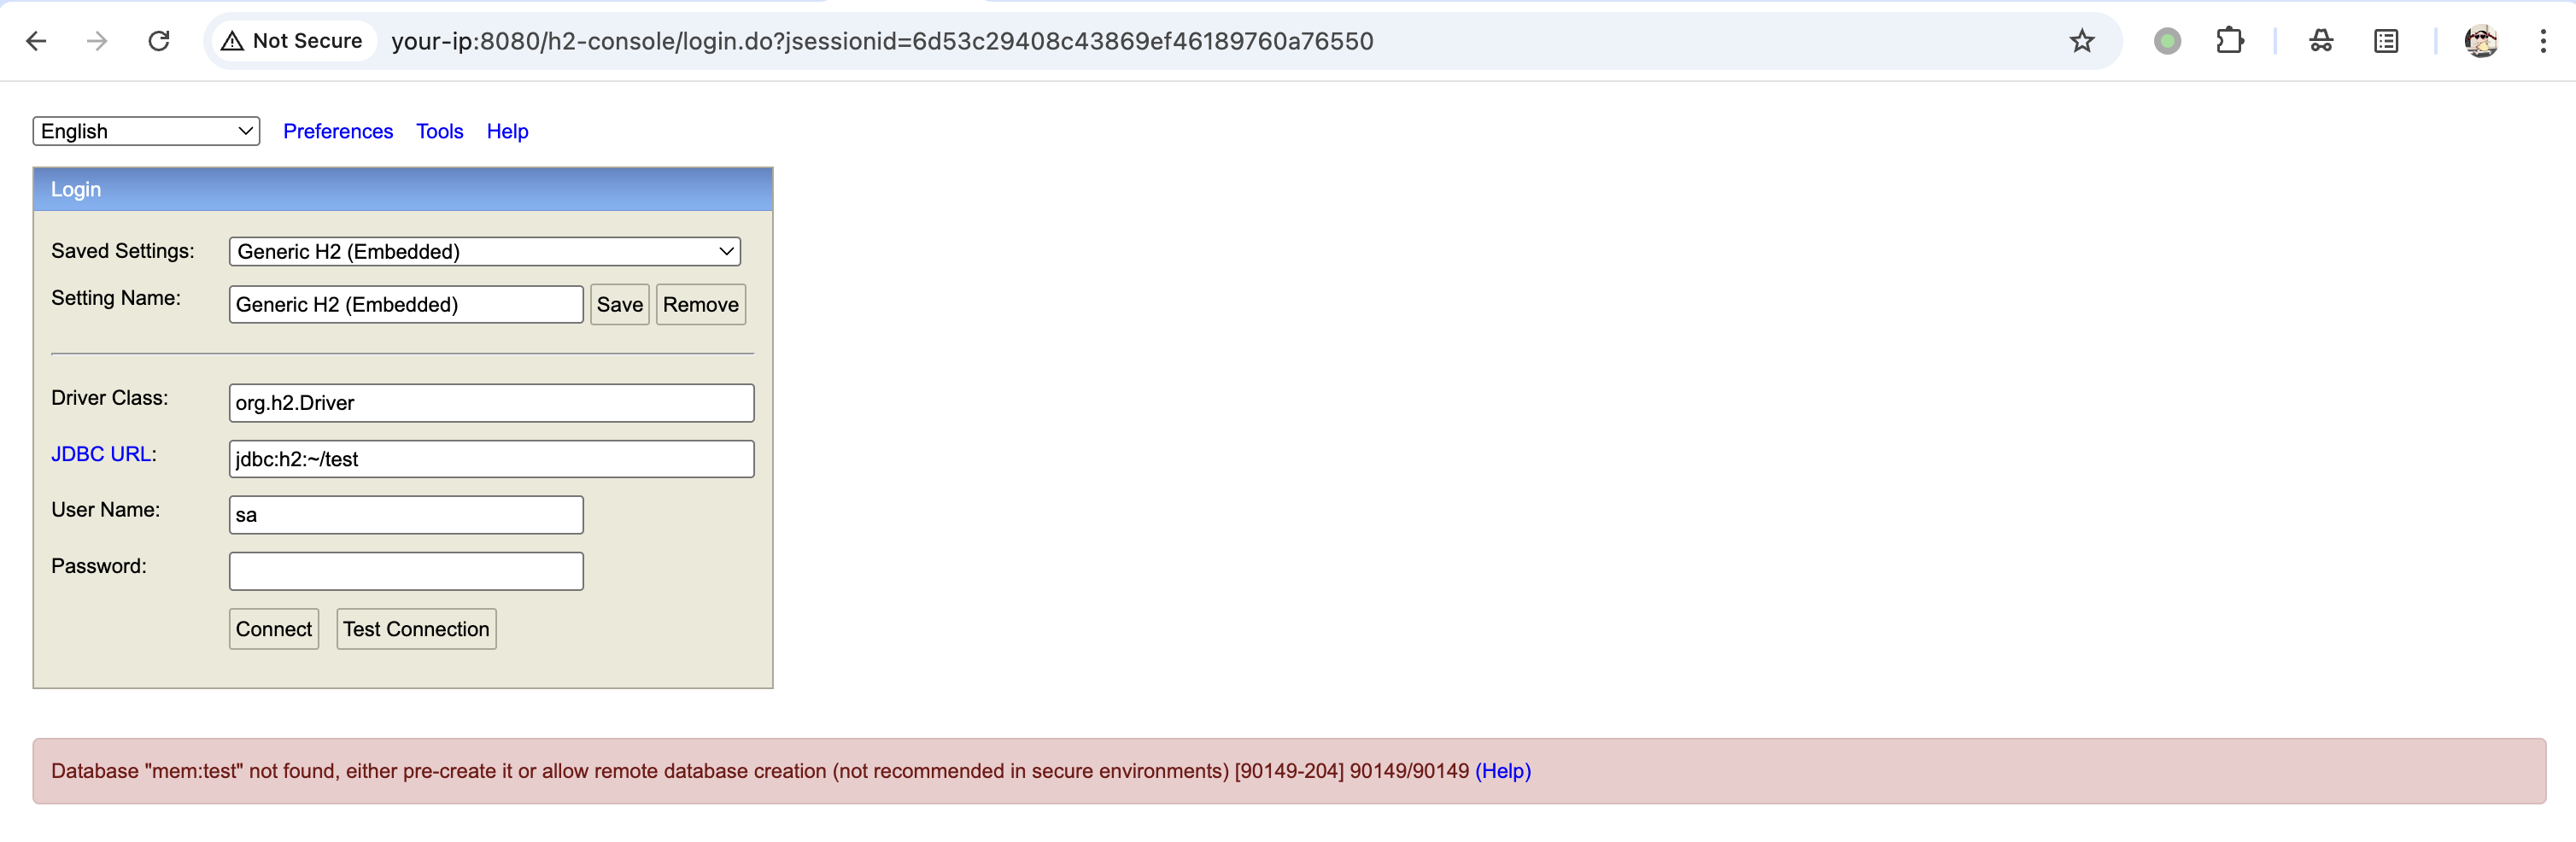 Not Secure your-ip:8080/h2-console/login.do?jsessionid=6d53c29408c43869ef46189760a76550
English Preferences Tools Help
Login
Saved Settings: Generic H2 (Embedded)
Setting Name: Generic H2 (Embedded) Save Remove
Driver Class: org.h2.Driver
JDBC URL: jdbc:h2:~/test
User Name: sa
Password:
Connect Test Connection
Database "mem:test" not found, either pre-create it or allow remote database creation (not recommended in secure environments) [90149-204] 90149/90149 (Help)